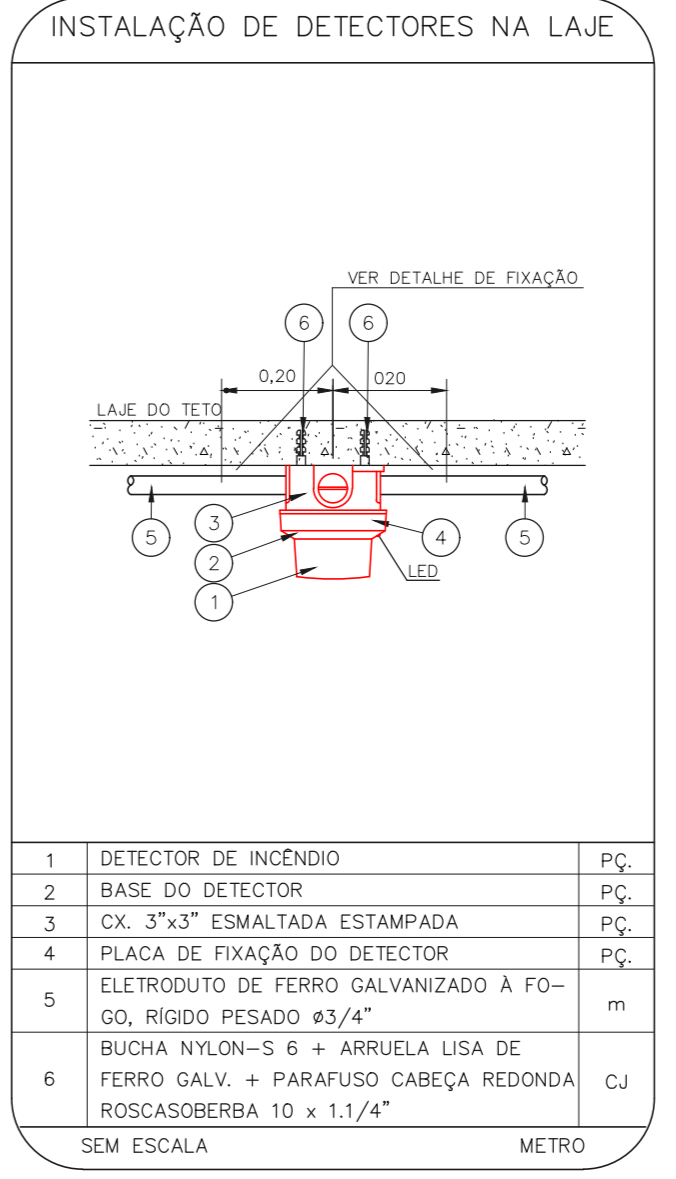 INSTALAÇÃO DE DETECTORES NA LAJE
VER DETALHE DE FIXAÇÃO
6
6
0,20
020
LAJE DO TETO
5
3
4
5
2
LED
1
1 DETECTOR DE INCÊNDIO PÇ.
2 BASE DO DETECTOR PÇ.
3 CX. 3"x3" ESMALTADA ESTAMPADA PÇ.
4 PLACA DE FIXAÇÃO DO DETECTOR PÇ.
5 ELETRODUTO DE FERRO GALVANIZADO À FO-
GO, RÍGIDO PESADO ø3/4" m
BUCHA NYLON-S 6 + ARRUELA LISA DE
6 FERRO GALV. + PARAFUSO CABEÇA REDONDA CJ
ROSCASOBERBA 10 x 1.1/4"
SEM ESCALA METRO